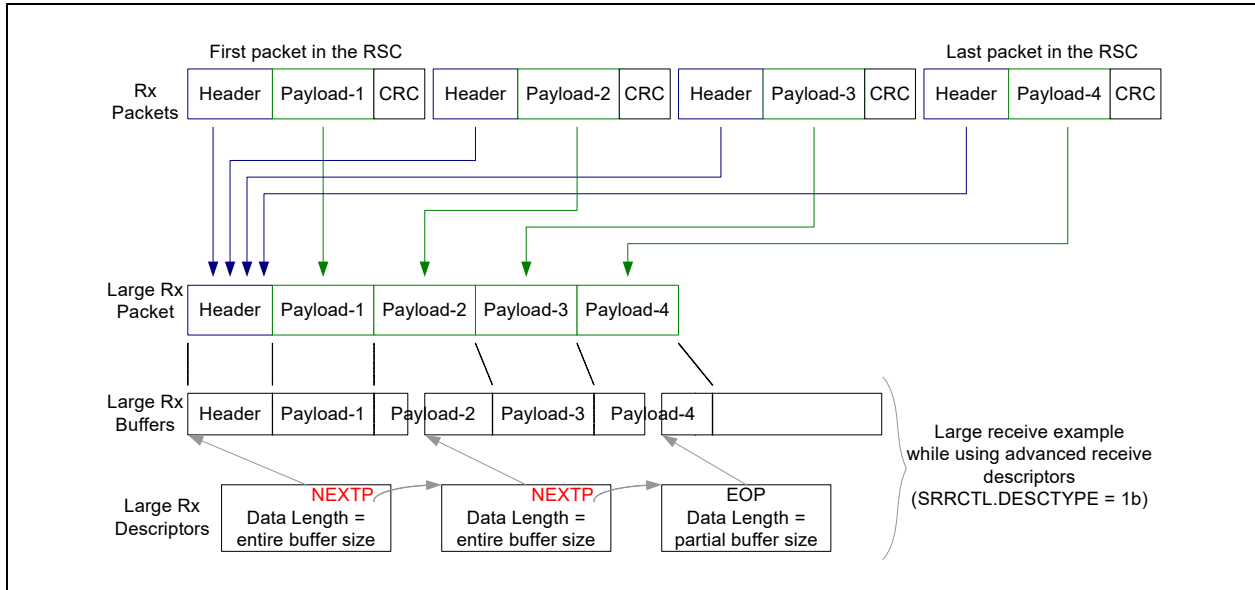 First packet in the RSC
Last packet in the RSC
Rx
Packets
Header Payload-1 CRC Header Payload-2 CRC Header Payload-3 CRC Header Payload-4 CRC
Large Rx
Packet
Header Payload-1 Payload-2 Payload-3 Payload-4
Large Rx
Buffers
Header Payload-1 Payload-2 Payload-3 Payload-4
Large receive example
while using advanced receive
descriptors
(SRRCTL.DESCTYPE = 1b)
Large Rx
Descriptors
NEXTP
Data Length =
entire buffer size
NEXTP
Data Length =
entire buffer size
EOP
Data Length =
partial buffer size